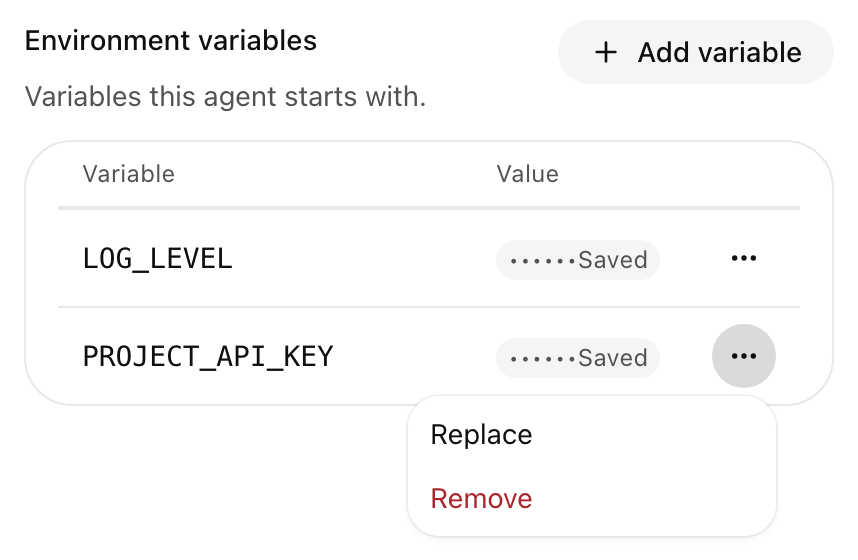 Environment variables
+ Add variable
Variables this agent starts with.
Variable Value
LOG_LEVEL ······Saved ···
PROJECT_API_KEY ······Saved ···
Replace
Remove